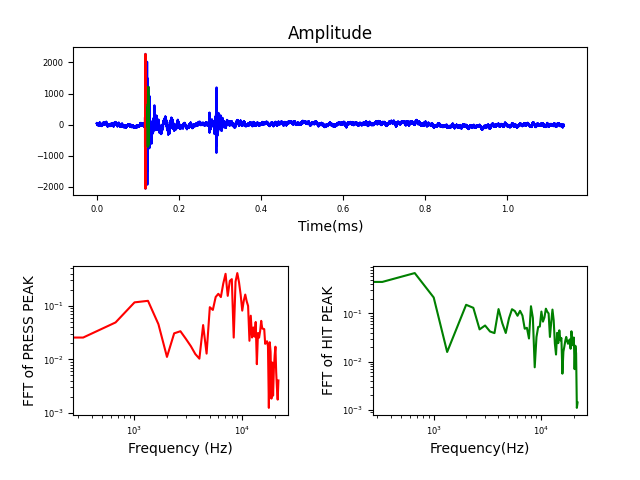 Amplitude
2000
1000
0
−1000
−2000
0.0 0.2 0.4 0.6 0.8 1.0
Time(ms)
FFT of PRESS PEAK
10⁻¹
10⁻²
10⁻³
10³ 10⁴
Frequency (Hz)
FFT of HIT PEAK
10⁻¹
10⁻²
10⁻³
10³ 10⁴
Frequency(Hz)